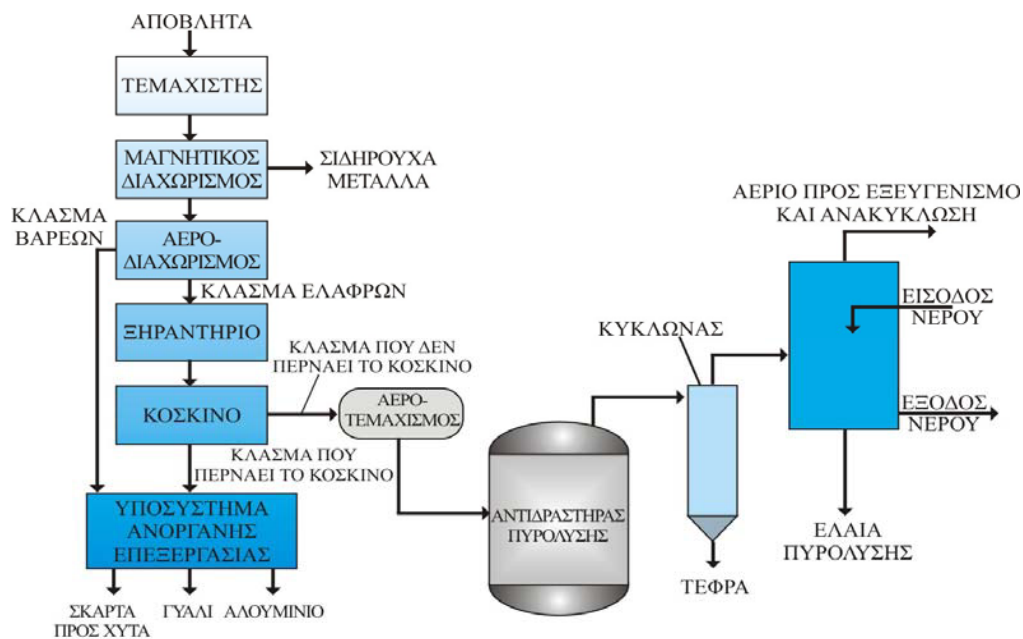 ΑΠΟΒΛΗΤΑ
ΤΕΜΑΧΙΣΤΗΣ
ΜΑΓΝΗΤΙΚΟΣ
ΔΙΑΧΩΡΙΣΜΟΣ
ΣΙΔΗΡΟΥΧΑ
ΜΕΤΑΛΛΑ
ΚΛΑΣΜΑ
ΒΑΡΕΩΝ
ΑΕΡΟ-
ΔΙΑΧΩΡΙΣΜΟΣ
ΚΛΑΣΜΑ ΕΛΑΦΡΩΝ
ΞΗΡΑΝΤΗΡΙΟ
ΚΛΑΣΜΑ ΠΟΥ ΔΕΝ
ΠΕΡΝΑΕΙ ΤΟ ΚΟΣΚΙΝΟ
ΚΟΣΚΙΝΟ
ΑΕΡΟ-
ΤΕΜΑΧΙΣΜΟΣ
ΚΛΑΣΜΑ ΠΟΥ
ΠΕΡΝΑΕΙ ΤΟ ΚΟΣΚΙΝΟ
ΥΠΟΣΥΣΤΗΜΑ
ΑΝΟΡΓΑΝΗΣ
ΕΠΕΞΕΡΓΑΣΙΑΣ
ΣΚΑΡΤΑ
ΠΡΟΣ ΧΥΤΑ
ΓΥΑΛΙ
ΑΛΟΥΜΙΝΙΟ
ΑΝΤΙΔΡΑΣΤΗΡΑΣ
ΠΥΡΟΛΥΣΗΣ
ΚΥΚΛΩΝΑΣ
ΤΕΦΡΑ
ΑΕΡΙΟ ΠΡΟΣ ΕΞΕΥΓΕΝΙΣΜΟ
ΚΑΙ ΑΝΑΚΥΚΛΩΣΗ
ΕΙΣΟΔΟΣ
ΝΕΡΟΥ
ΕΞΟΔΟΣ
ΝΕΡΟΥ
ΕΛΑΙΑ
ΠΥΡΟΛΥΣΗΣ